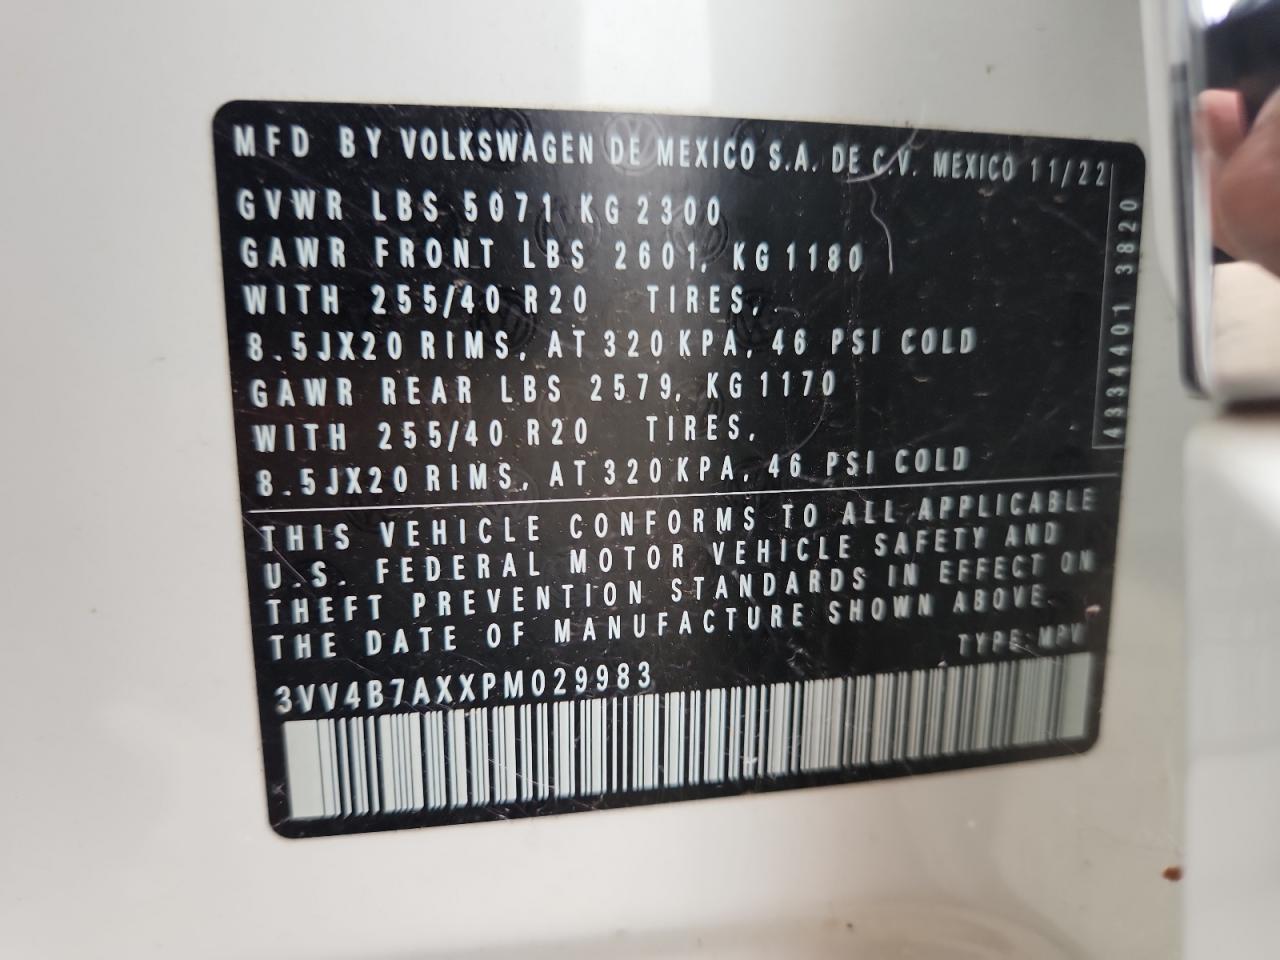 MFD BY VOLKSWAGEN DE MEXICO S.A. DE C.V. MEXICO 11/22
GVWR LBS 5071 KG 2300
GAWR FRONT LBS 2601, KG 1180
WITH 255/40 R20 TIRES,
8.5JX20 RIMS, AT 320 KPA, 46 PSI COLD
GAWR REAR LBS 2579, KG 1170
WITH 255/40 R20 TIRES,
8.5JX20 RIMS, AT 320 KPA, 46 PSI COLD
4334401 3820
THIS VEHICLE CONFORMS TO ALL APPLICABLE
U.S. FEDERAL MOTOR VEHICLE SAFETY AND
THEFT PREVENTION STANDARDS IN EFFECT ON
THE DATE OF MANUFACTURE SHOWN ABOVE.
TYPE:MPV
3VV4B7AXXPM029983